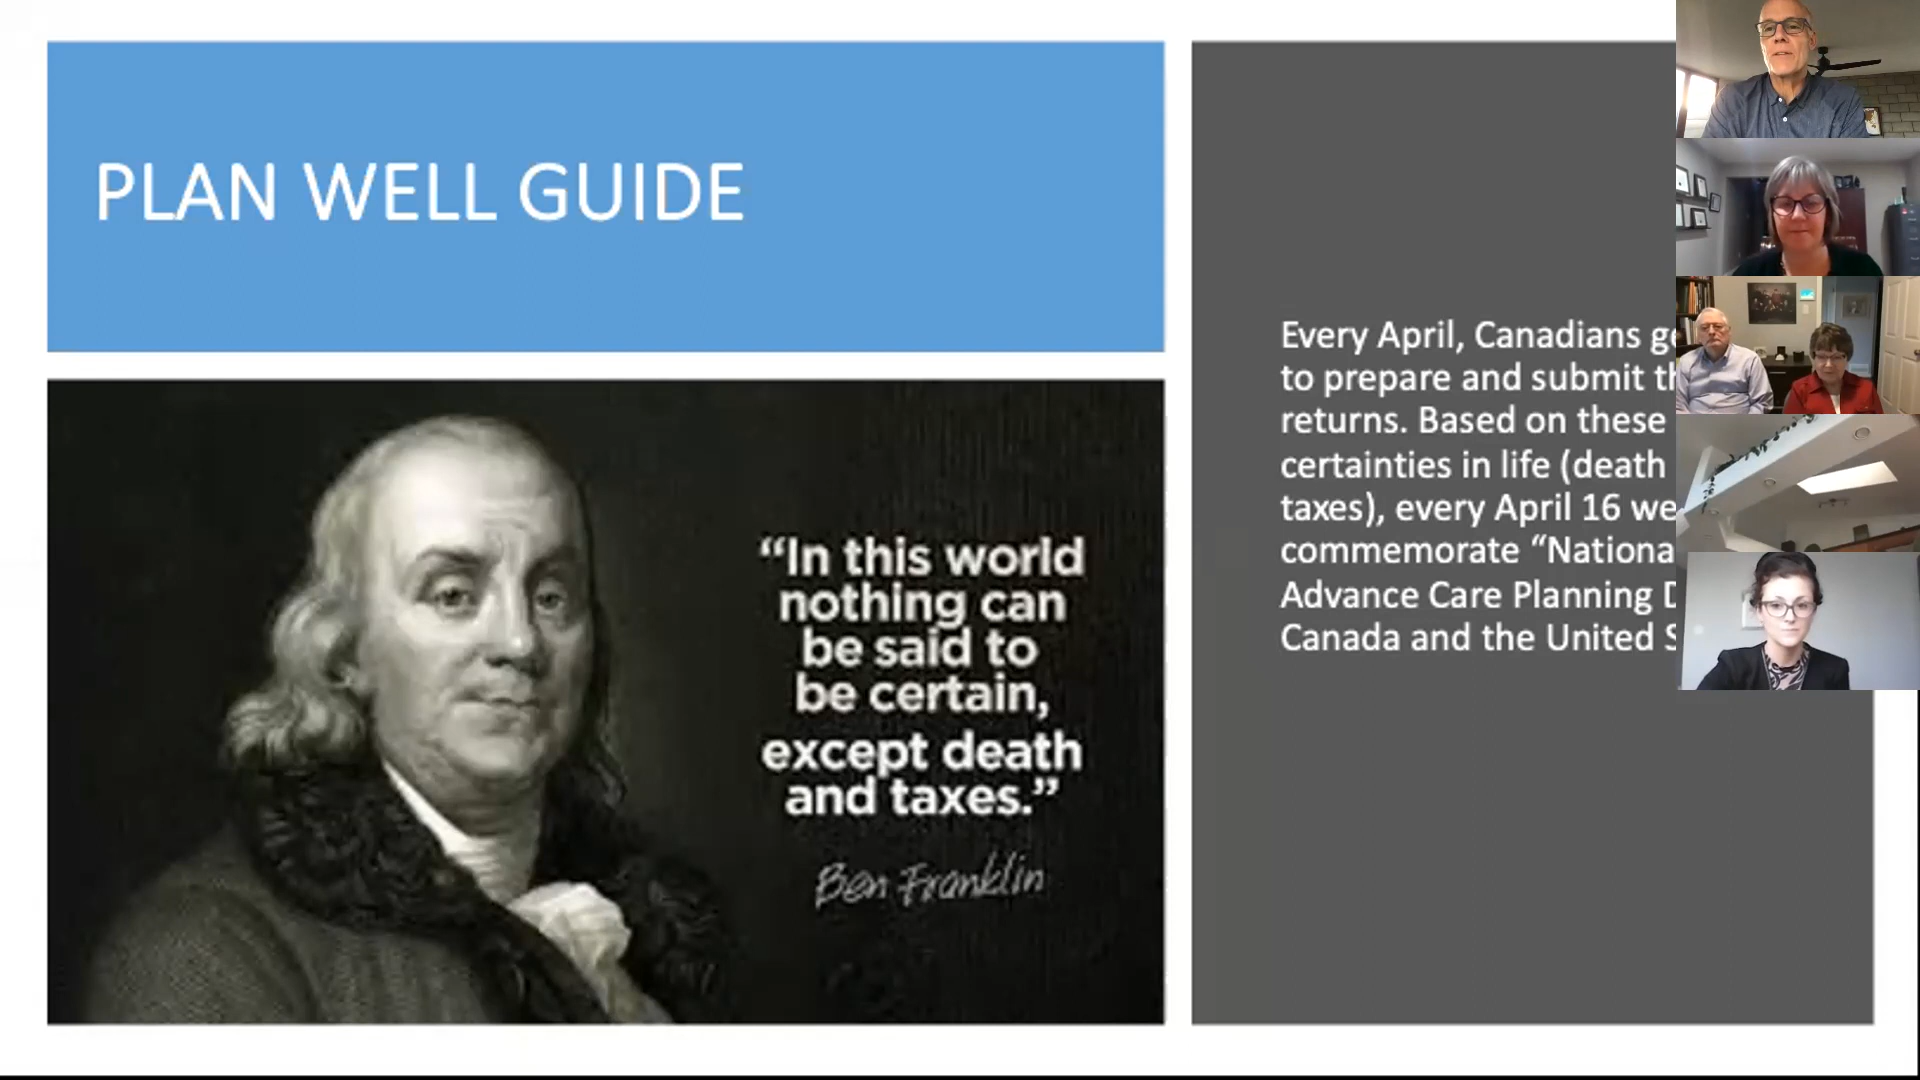 PLAN WELL GUIDE
“In this world
nothing can
be said to
be certain,
except death
and taxes.”
Ben Franklin
Every April, Canadians
to prepare and submit
returns. Based on these
certainties in life (death
taxes), every April 16 we
commemorate
Advance Care Planning
Canada and the United